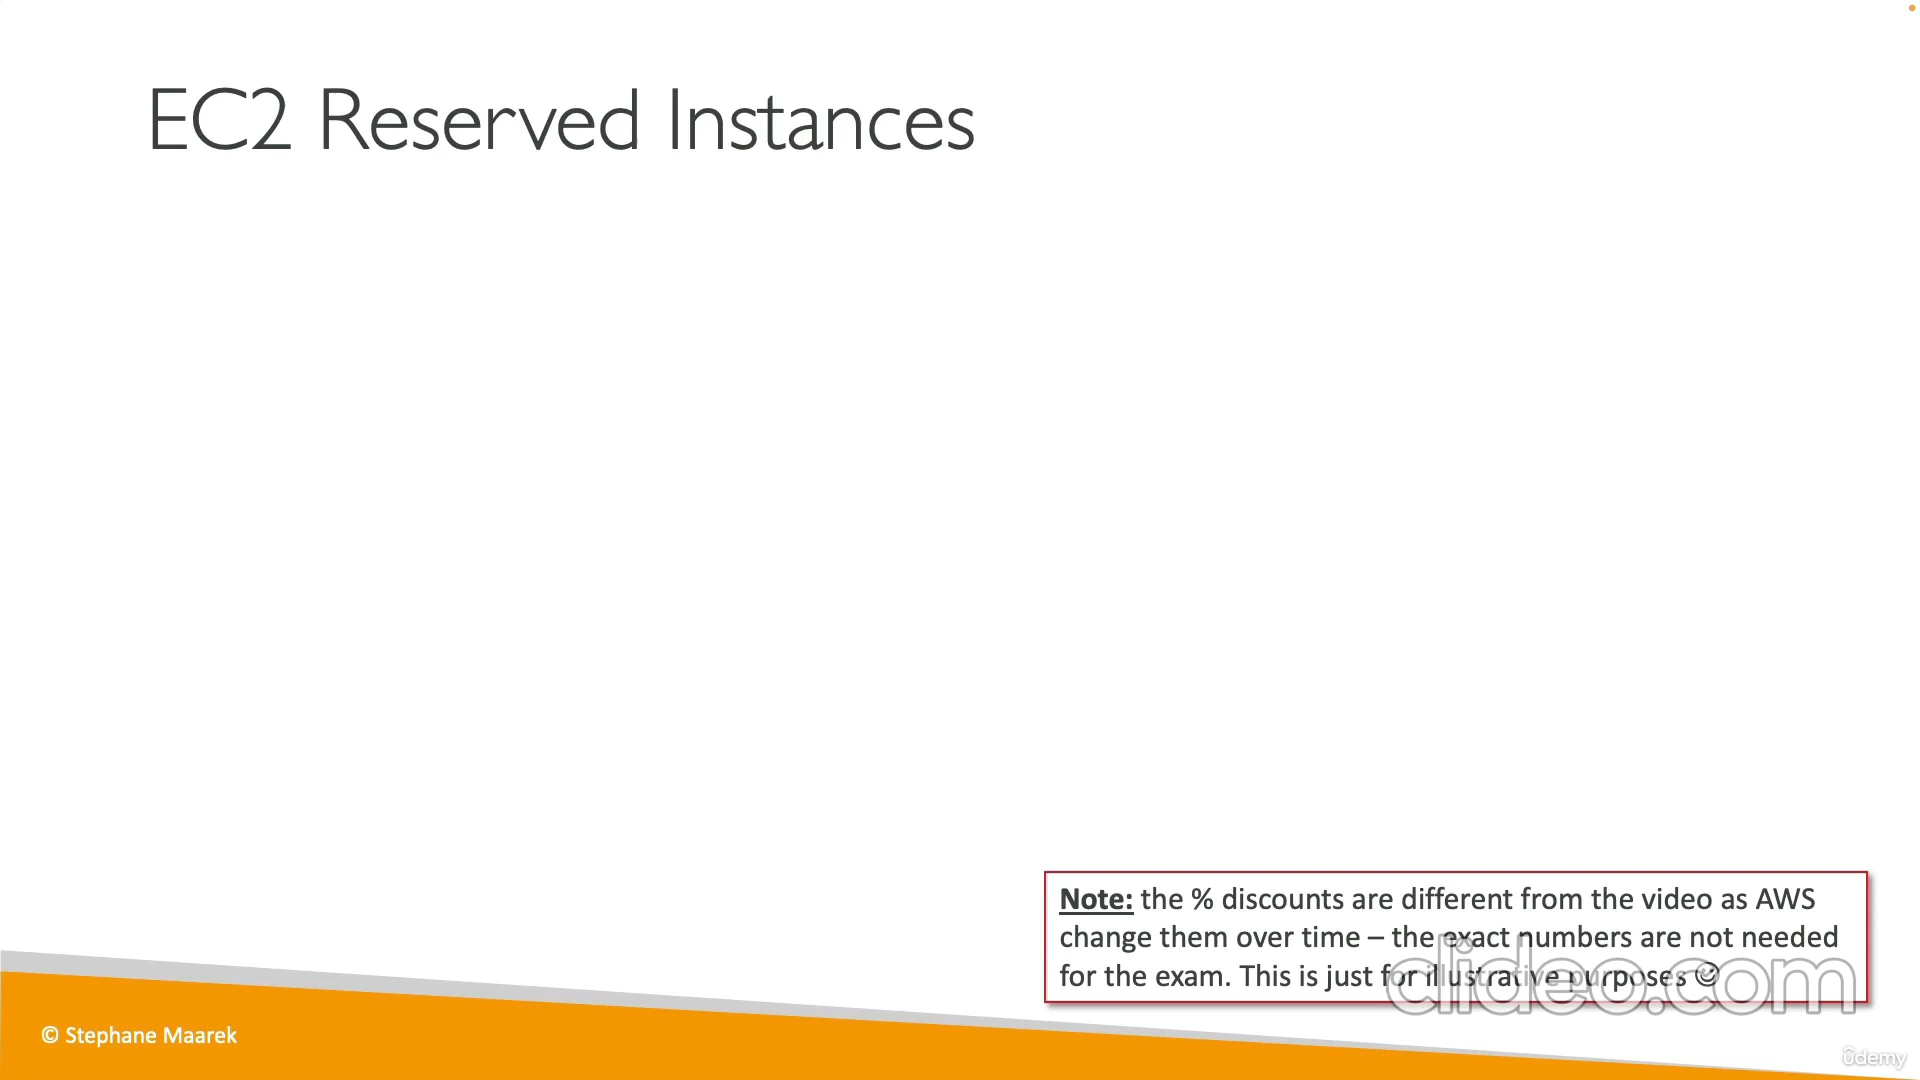 EC2 Reserved Instances
Note: the % discounts are different from the video as AWS
change them over time – the exact numbers are not needed
for the exam. This is just for illustrative purposes ☺
clideo.com
© Stephane Maarek
ûdemy